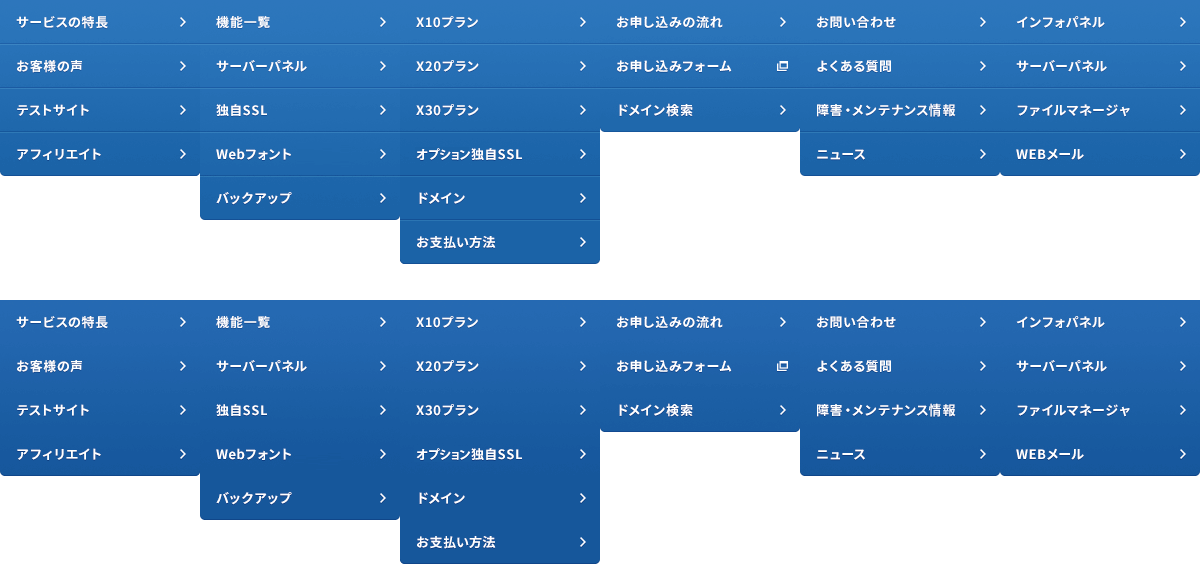 サービスの特長
お客様の声
テストサイト
アフィリエイト
機能一覧
サーバーパネル
独自SSL
Webフォント
バックアップ
X10プラン
X20プラン
X30プラン
オプション独自SSL
ドメイン
お支払い方法
お申し込みの流れ
お申し込みフォーム
ドメイン検索
お問い合わせ
よくある質問
障害・メンテナンス情報
ニュース
インフォパネル
サーバーパネル
ファイルマネージャ
WEBメール
サービスの特長
お客様の声
テストサイト
アフィリエイト
機能一覧
サーバーパネル
独自SSL
Webフォント
バックアップ
X10プラン
X20プラン
X30プラン
オプション独自SSL
ドメイン
お支払い方法
お申し込みの流れ
お申し込みフォーム
ドメイン検索
お問い合わせ
よくある質問
障害・メンテナンス情報
ニュース
インフォパネル
サーバーパネル
ファイルマネージャ
WEBメール